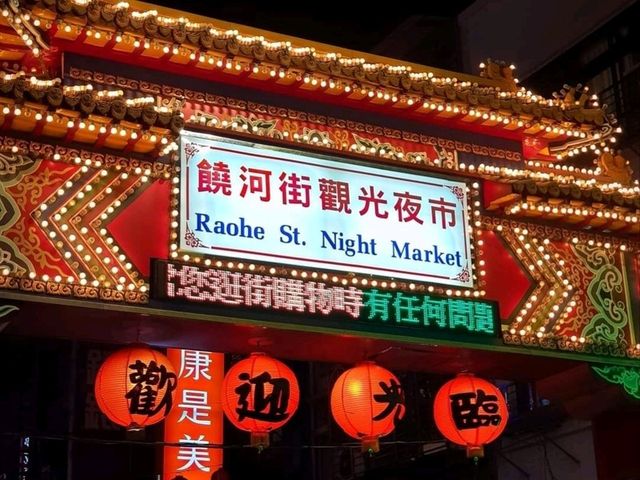 饒河街觀光夜市
Raohe St. Night Market
您逛街購物時有任何問題
歡迎光臨
康是美